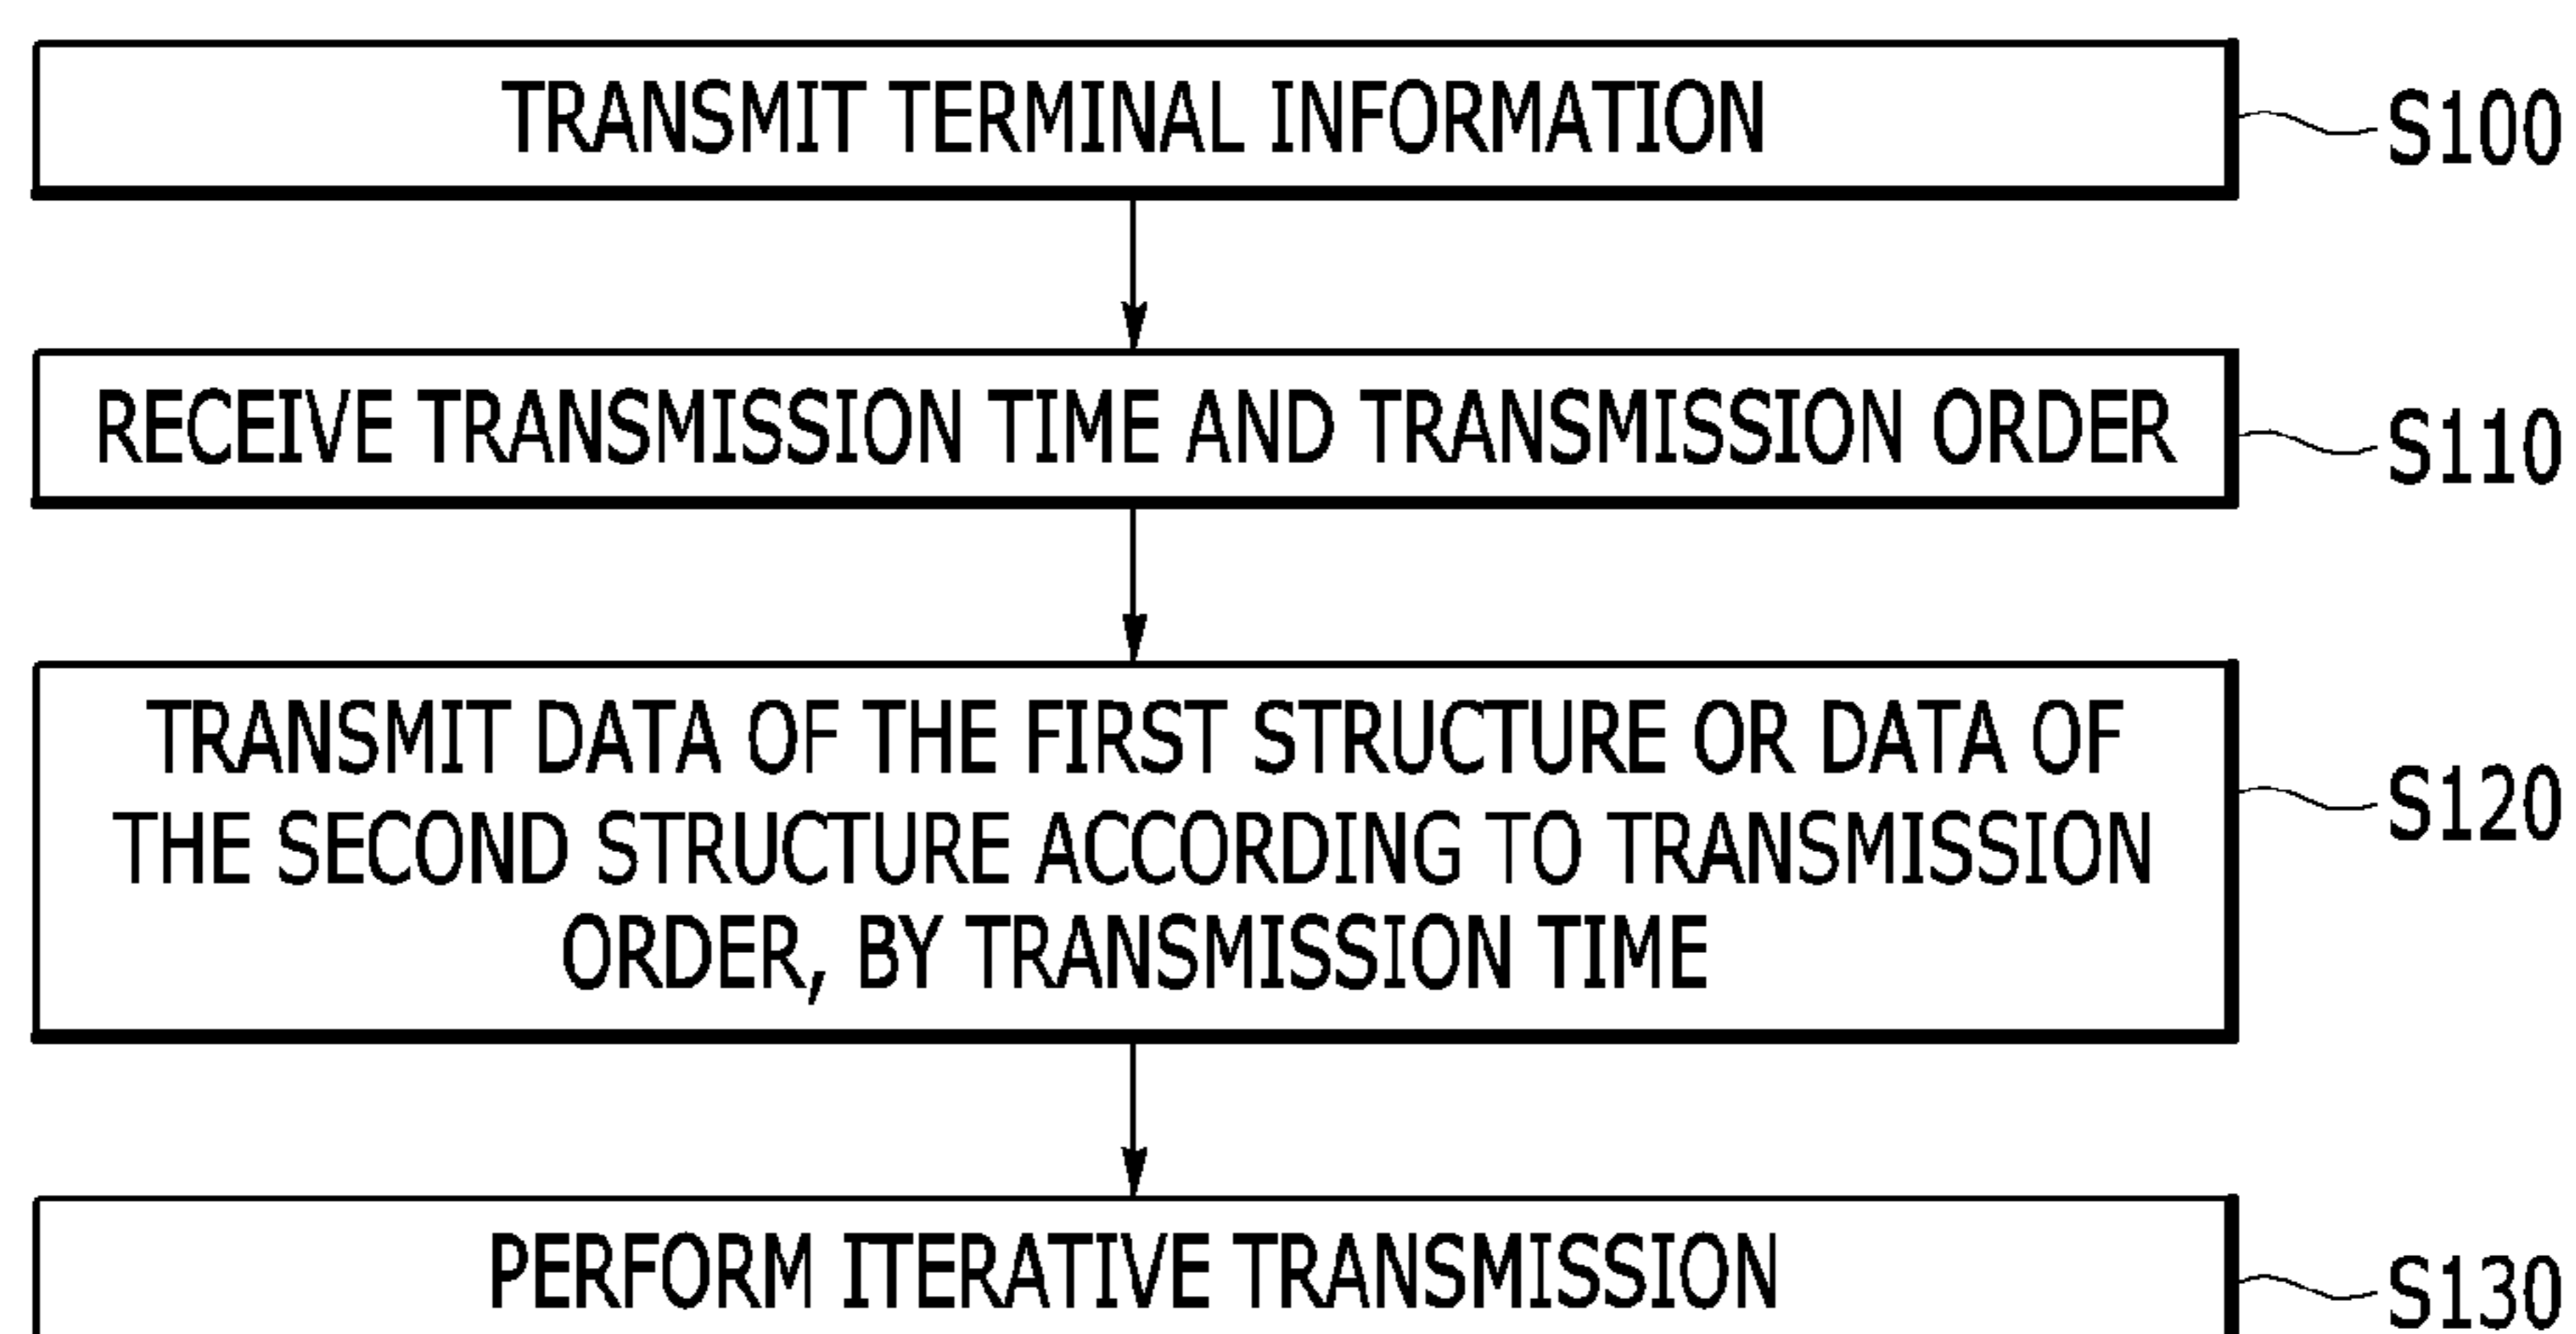 TRANSMIT TERMINAL INFORMATION
S100
RECEIVE TRANSMISSION TIME AND TRANSMISSION ORDER
S110
TRANSMIT DATA OF THE FIRST STRUCTURE OR DATA OF
THE SECOND STRUCTURE ACCORDING TO TRANSMISSION
ORDER, BY TRANSMISSION TIME
S120
PERFORM ITERATIVE TRANSMISSION
S130